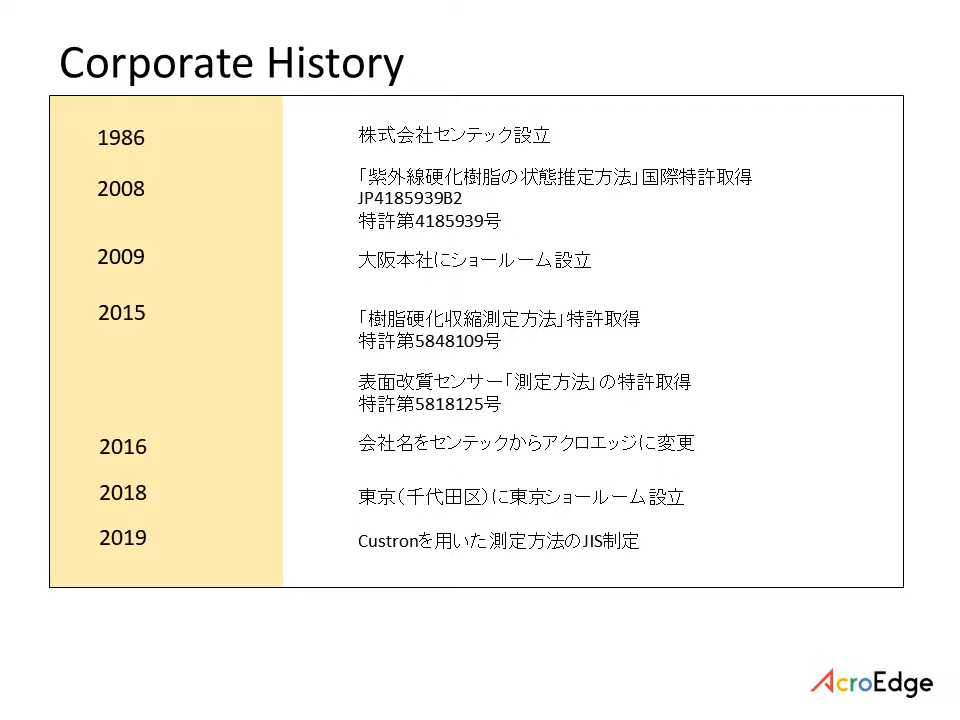 Corporate History
1986
株式会社センテック設立
2008
「紫外線硬化樹脂の状態推定方法」国際特許取得
JP4185939B2
特許第4185939号
2009
大阪本社にショールーム設立
2015
「樹脂硬化収縮測定方法」特許取得
特許第5848109号
表面改質センサー「測定方法」の特許取得
特許第5818125号
2016
会社名をセンテックからアクロエッジに変更
2018
東京（千代田区）に東京ショールーム設立
2019
Custronを用いた測定方法のJIS制定
AcroEdge